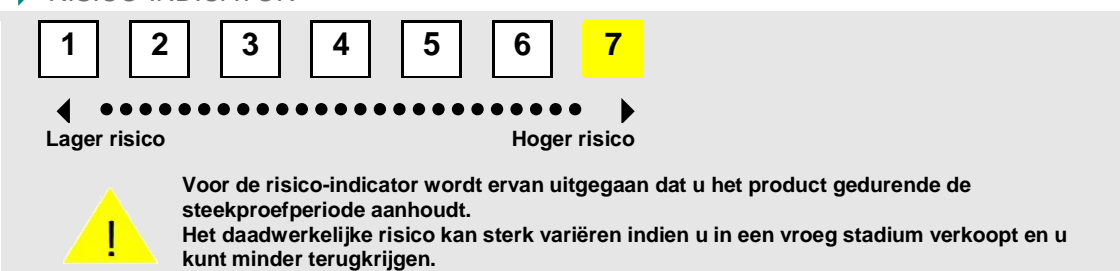 RISICO-INDICATOR
1 2 3 4 5 6 7
Lager risico Hoger risico
Voor de risico-indicator wordt ervan uitgegaan dat u het product gedurende de
steekproefperiode aanhoudt.
! Het daadwerkelijke risico kan sterk variëren indien u in een vroeg stadium verkoopt en u
kunt minder terugkrijgen.